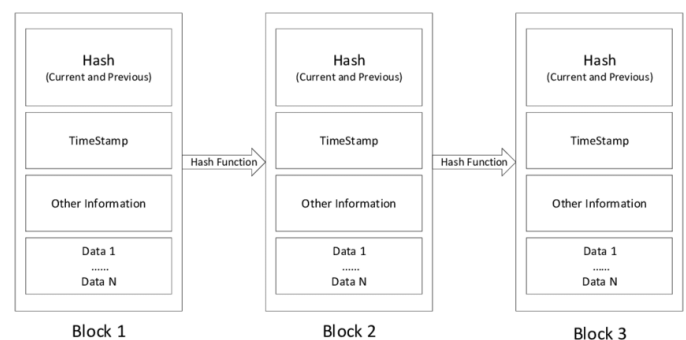 Hash
(Current and Previous)
TimeStamp
Other Information
Data 1
......
Data N
Block 1
Hash Function
Hash
(Current and Previous)
TimeStamp
Other Information
Data 1
......
Data N
Block 2
Hash Function
Hash
(Current and Previous)
TimeStamp
Other Information
Data 1
......
Data N
Block 3